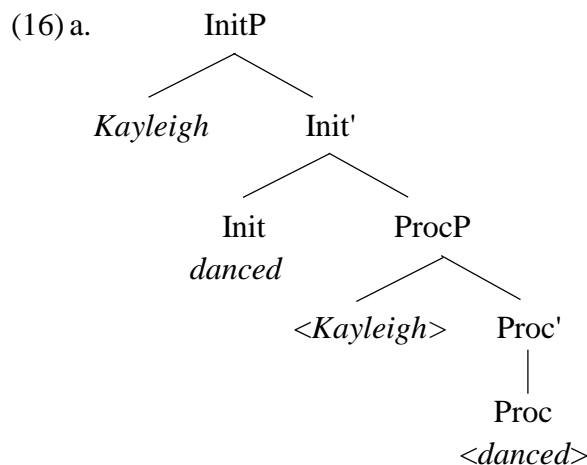 (16) a. InitP
Kayleigh Init'
Init ProcP
danced
<Kayleigh> Proc'
Proc
<danced>